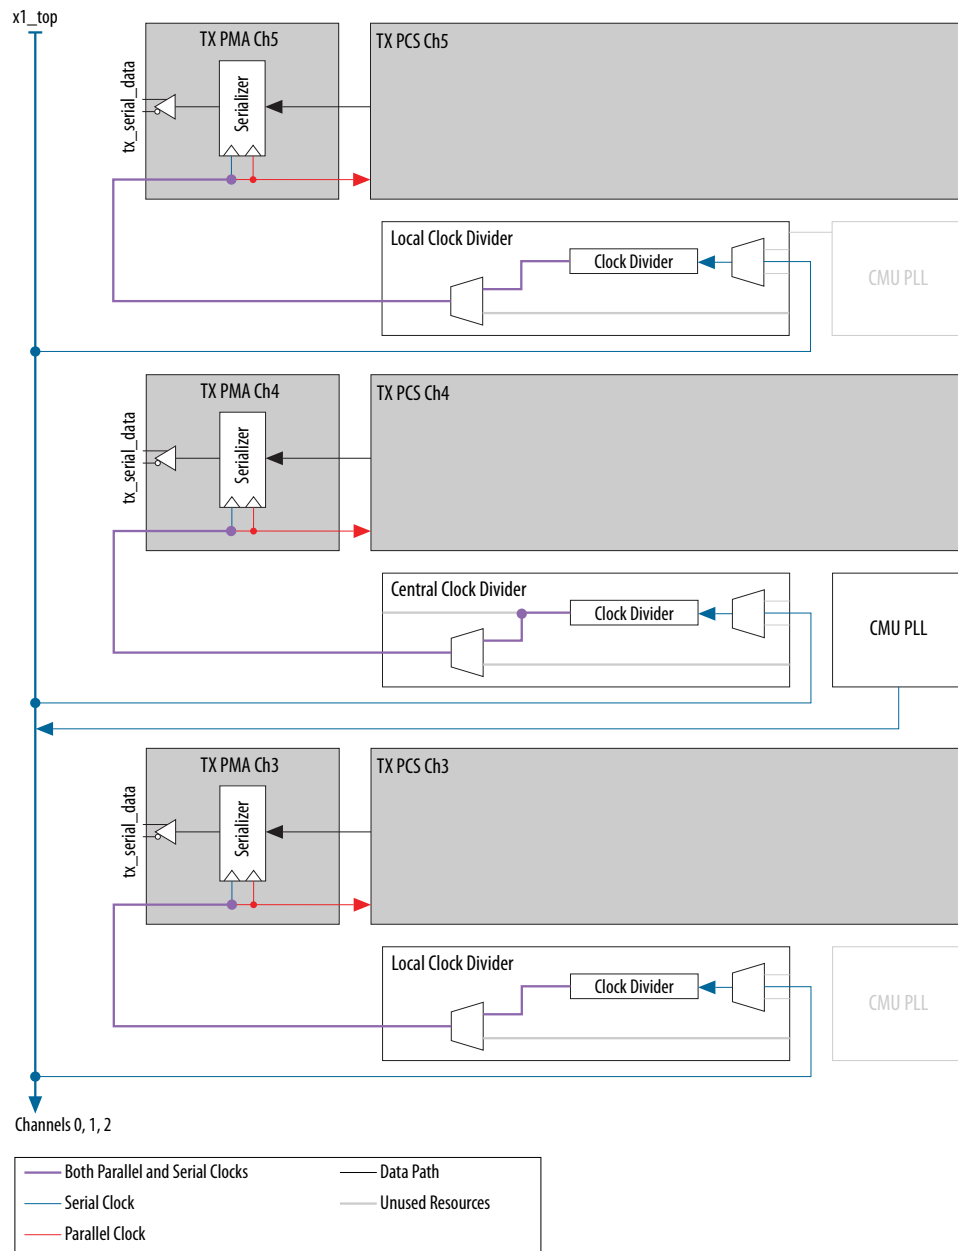 x1_top
TX PMA Ch5
TX PCS Ch5
tx_serial_data
Serializer
Local Clock Divider
Clock Divider
CMU PLL
TX PMA Ch4
TX PCS Ch4
tx_serial_data
Serializer
Central Clock Divider
Clock Divider
CMU PLL
TX PMA Ch3
TX PCS Ch3
tx_serial_data
Serializer
Local Clock Divider
Clock Divider
CMU PLL
Channels 0, 1, 2
Both Parallel and Serial Clocks
Data Path
Serial Clock
Unused Resources
Parallel Clock